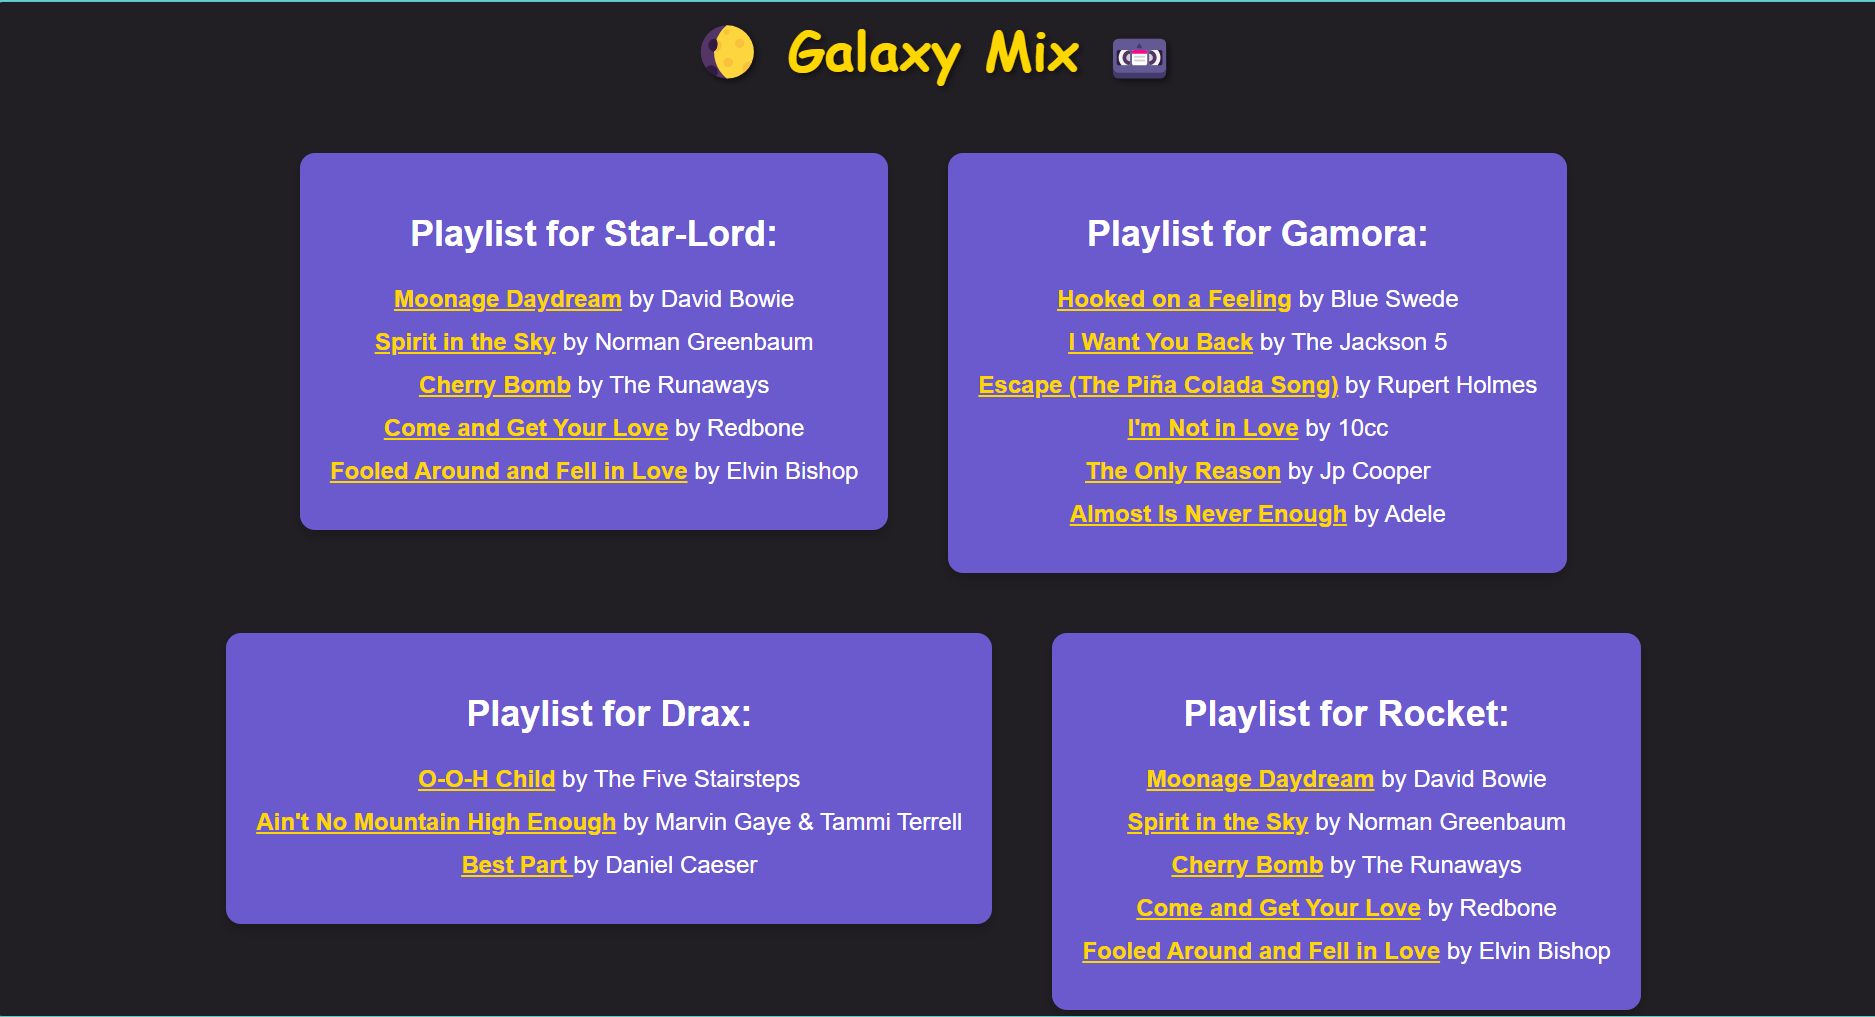 Galaxy Mix
Playlist for Star-Lord:
Moonage Daydream by David Bowie
Spirit in the Sky by Norman Greenbaum
Cherry Bomb by The Runaways
Come and Get Your Love by Redbone
Fooled Around and Fell in Love by Elvin Bishop
Playlist for Gamora:
Hooked on a Feeling by Blue Swede
I Want You Back by The Jackson 5
Escape (The Piña Colada Song) by Rupert Holmes
I'm Not in Love by 10cc
The Only Reason by Jp Cooper
Almost Is Never Enough by Adele
Playlist for Drax:
O-O-H Child by The Five Stairsteps
Ain't No Mountain High Enough by Marvin Gaye & Tammi Terrell
Best Part by Daniel Caeser
Playlist for Rocket:
Moonage Daydream by David Bowie
Spirit in the Sky by Norman Greenbaum
Cherry Bomb by The Runaways
Come and Get Your Love by Redbone
Fooled Around and Fell in Love by Elvin Bishop